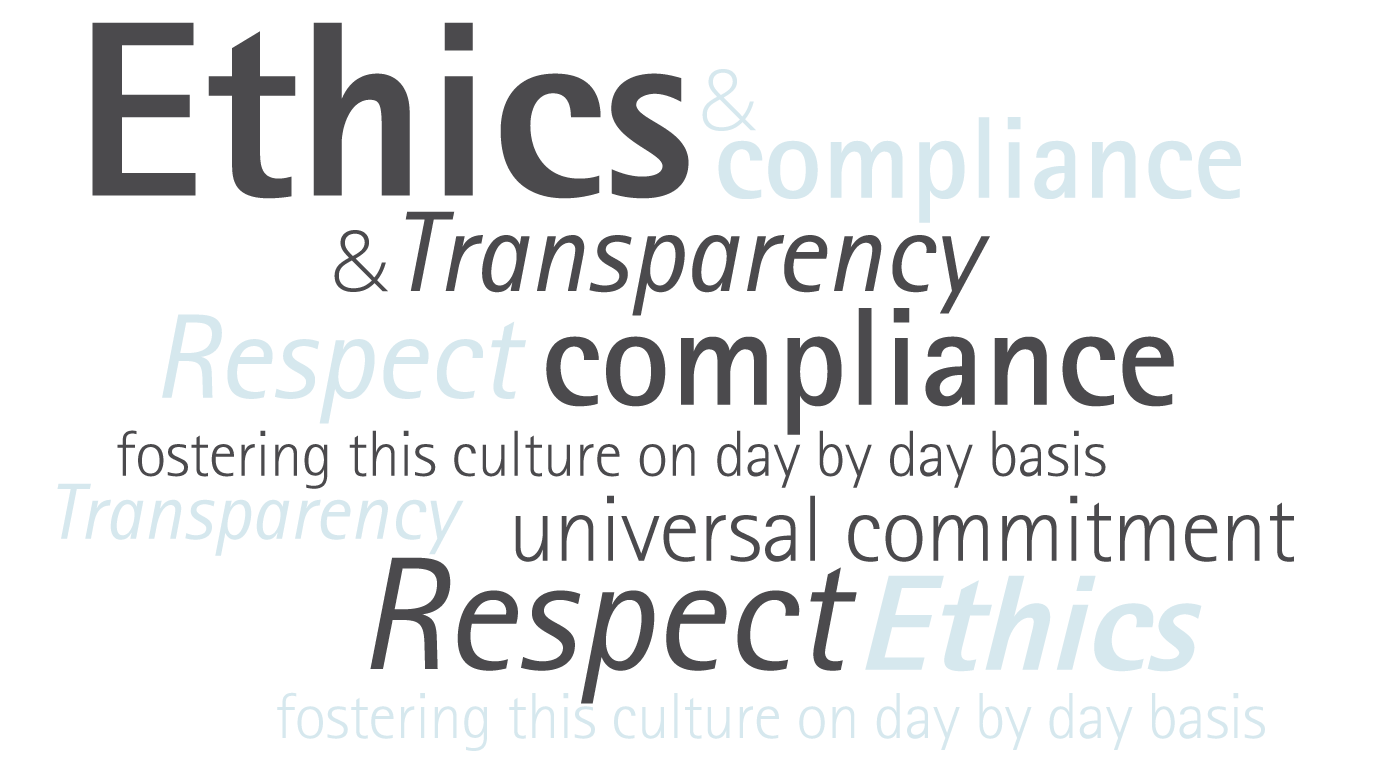 Ethics & compliance
& Transparency
Respect compliance
fostering this culture on day by day basis
Transparency universal commitment
Respect Ethics
fostering this culture on day by day basis